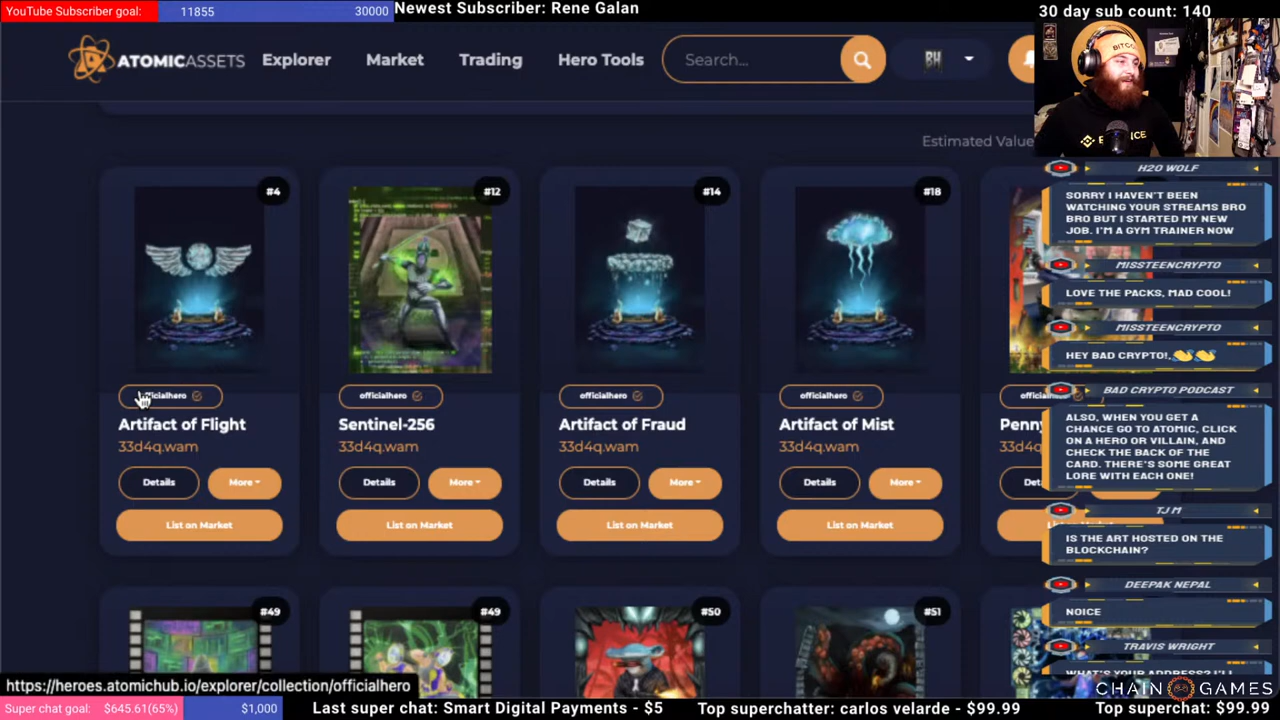 YouTube Subscriber goal: 11855 30000 Newest Subscriber: Rene Galan 30 day sub count: 140
ATOMICASSETS Explorer Market Trading Hero Tools Search... BH
BITCO
BINANCE
Estimated Value
#4 #12 #14 #18
officialhero officialhero officialhero officialhero
Artifact of Flight Sentinel-256 Artifact of Fraud Artifact of Mist Penny
33d4q.wam 33d4q.wam 33d4q.wam 33d4q.wam
Details More Details More Details More Details More
List on Market List on Market List on Market List on Market
#49 #49 #50 #51
H2O WOLF
SORRY I HAVEN'T BEEN
WATCHING YOUR STREAMS BRO
BRO BUT I STARTED MY NEW
JOB. I'M A GYM TRAINER NOW
MISSTEENCRYPTO
LOVE THE PACKS, MAD COOL!
MISSTEENCRYPTO
HEY BAD CRYPTO!,👋👋
BAD CRYPTO PODCAST
ALSO, WHEN YOU GET A
CHANCE GO TO ATOMIC, CLICK
ON A HERO OR VILLAIN, AND
CHECK THE BACK OF THE
CARD. THERE'S SOME GREAT
LORE WITH EACH ONE!
TJ M
IS THE ART HOSTED ON THE
BLOCKCHAIN?
DEEPAK NEPAL
NOICE
TRAVIS WRIGHT
WHAT'S YOUR ADDRESS? I'LL
CHAIN GAMES
https://heroes.atomichub.io/explorer/collection/officialhero
Super chat goal: $645.61(65%) $1,000 Last super chat: Smart Digital Payments - $5 Top superchatter: carlos velarde - $99.99 Top superchat: $99.99